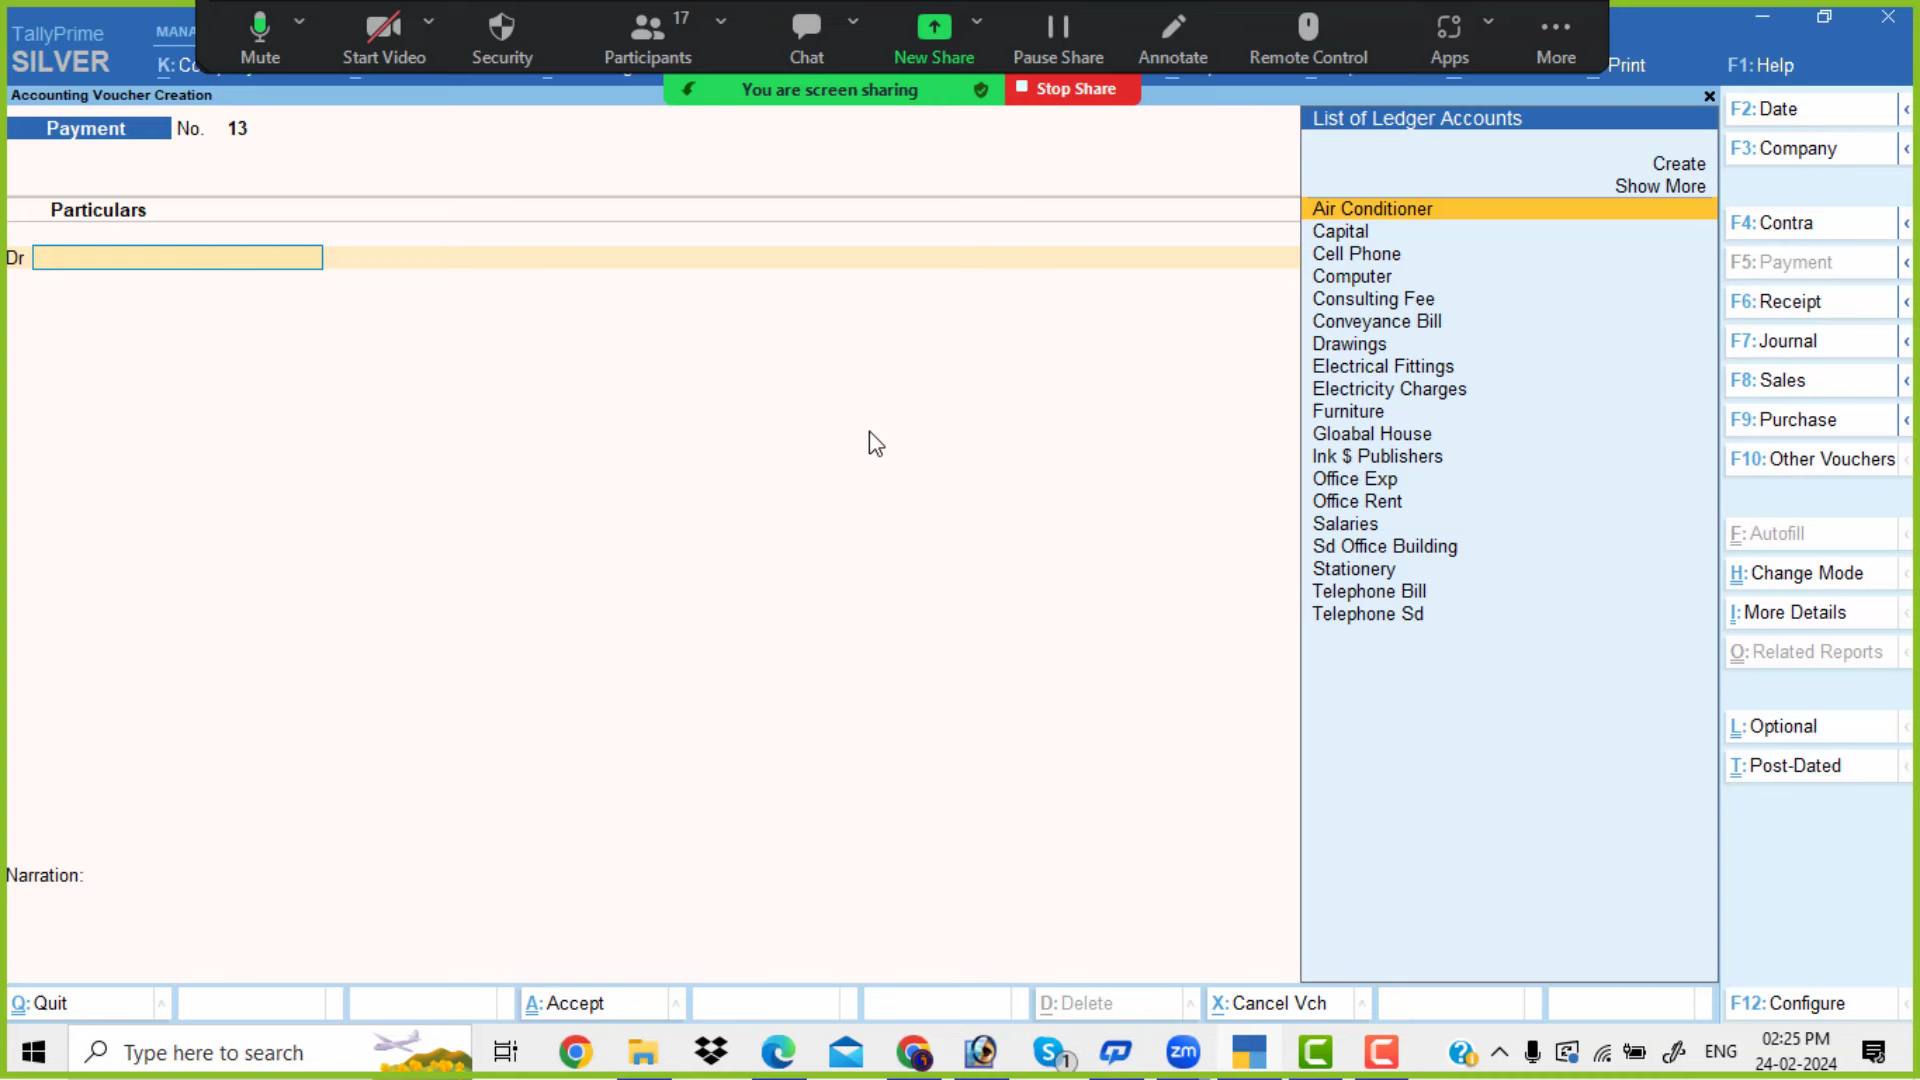 Mute
Start Video
Security
Participants
17
Chat
New Share
Pause Share
Annotate
Remote Control
Apps
More
You are screen sharing
Stop Share
TallyPrime
SILVER
MANA
K: Co
Print
F1: Help
Accounting Voucher Creation
Payment No. 13
Particulars
Dr
Narration:
List of Ledger Accounts
Create
Show More
Air Conditioner
Capital
Cell Phone
Computer
Consulting Fee
Conveyance Bill
Drawings
Electrical Fittings
Electricity Charges
Furniture
Gloabal House
Ink $ Publishers
Office Exp
Office Rent
Salaries
Sd Office Building
Stationery
Telephone Bill
Telephone Sd
F2: Date
F3: Company
F4: Contra
F5: Payment
F6: Receipt
F7: Journal
F8: Sales
F9: Purchase
F10: Other Vouchers
F: Autofill
H: Change Mode
I: More Details
O: Related Reports
L: Optional
T: Post-Dated
F12: Configure
Q: Quit
A: Accept
D: Delete
X: Cancel Vch
Type here to search
1
zm
ENG
02:25 PM
24-02-2024